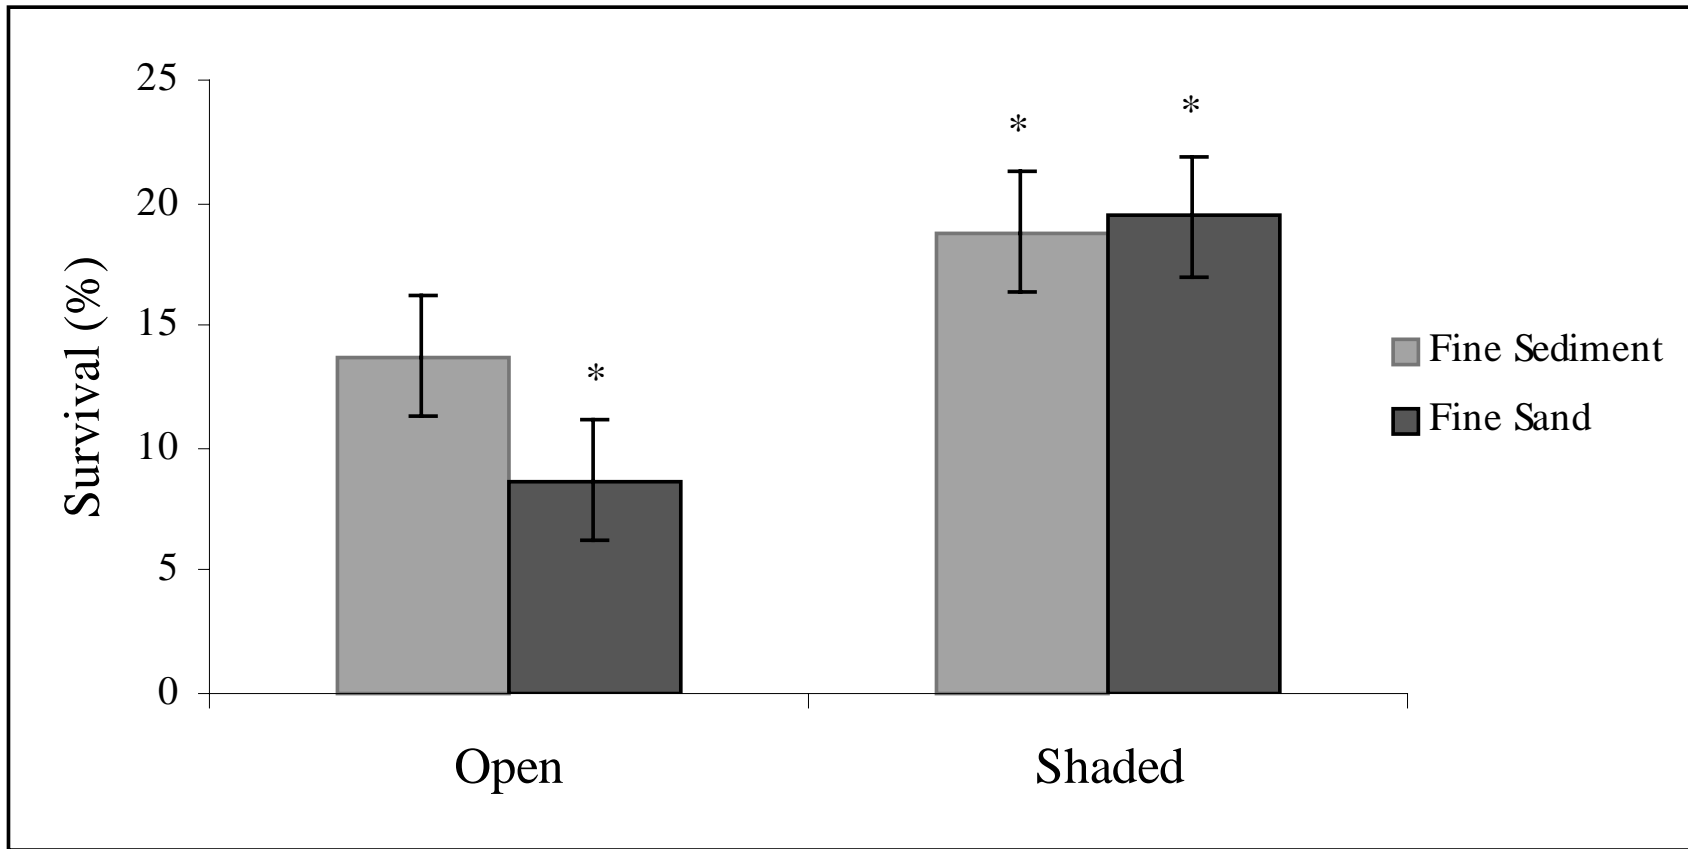 Survival (%)
25
20
15
10
5
0
*
*
*
Open
Shaded
Fine Sediment
Fine Sand